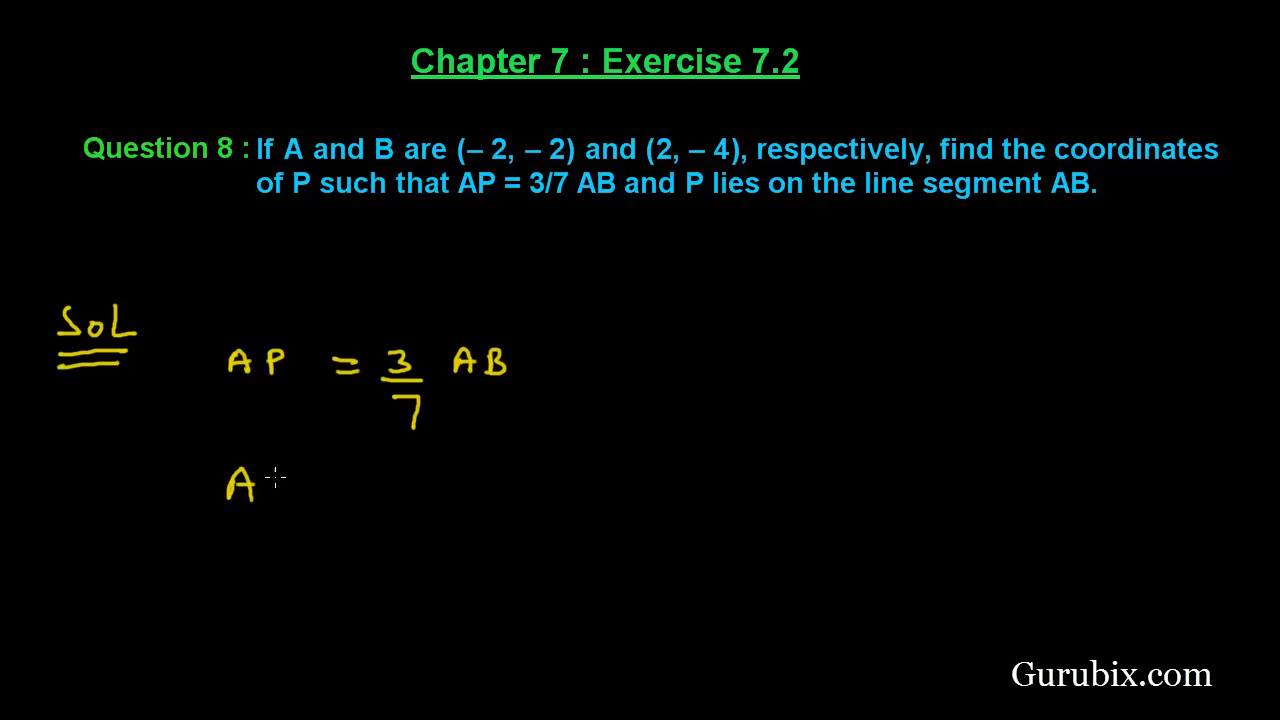 Chapter 7 : Exercise 7.2
Question 8 : If A and B are (– 2, – 2) and (2, – 4), respectively, find the coordinates
of P such that AP = 3/7 AB and P lies on the line segment AB.
SOL
AP = 3/7 AB
A
Gurubix.com